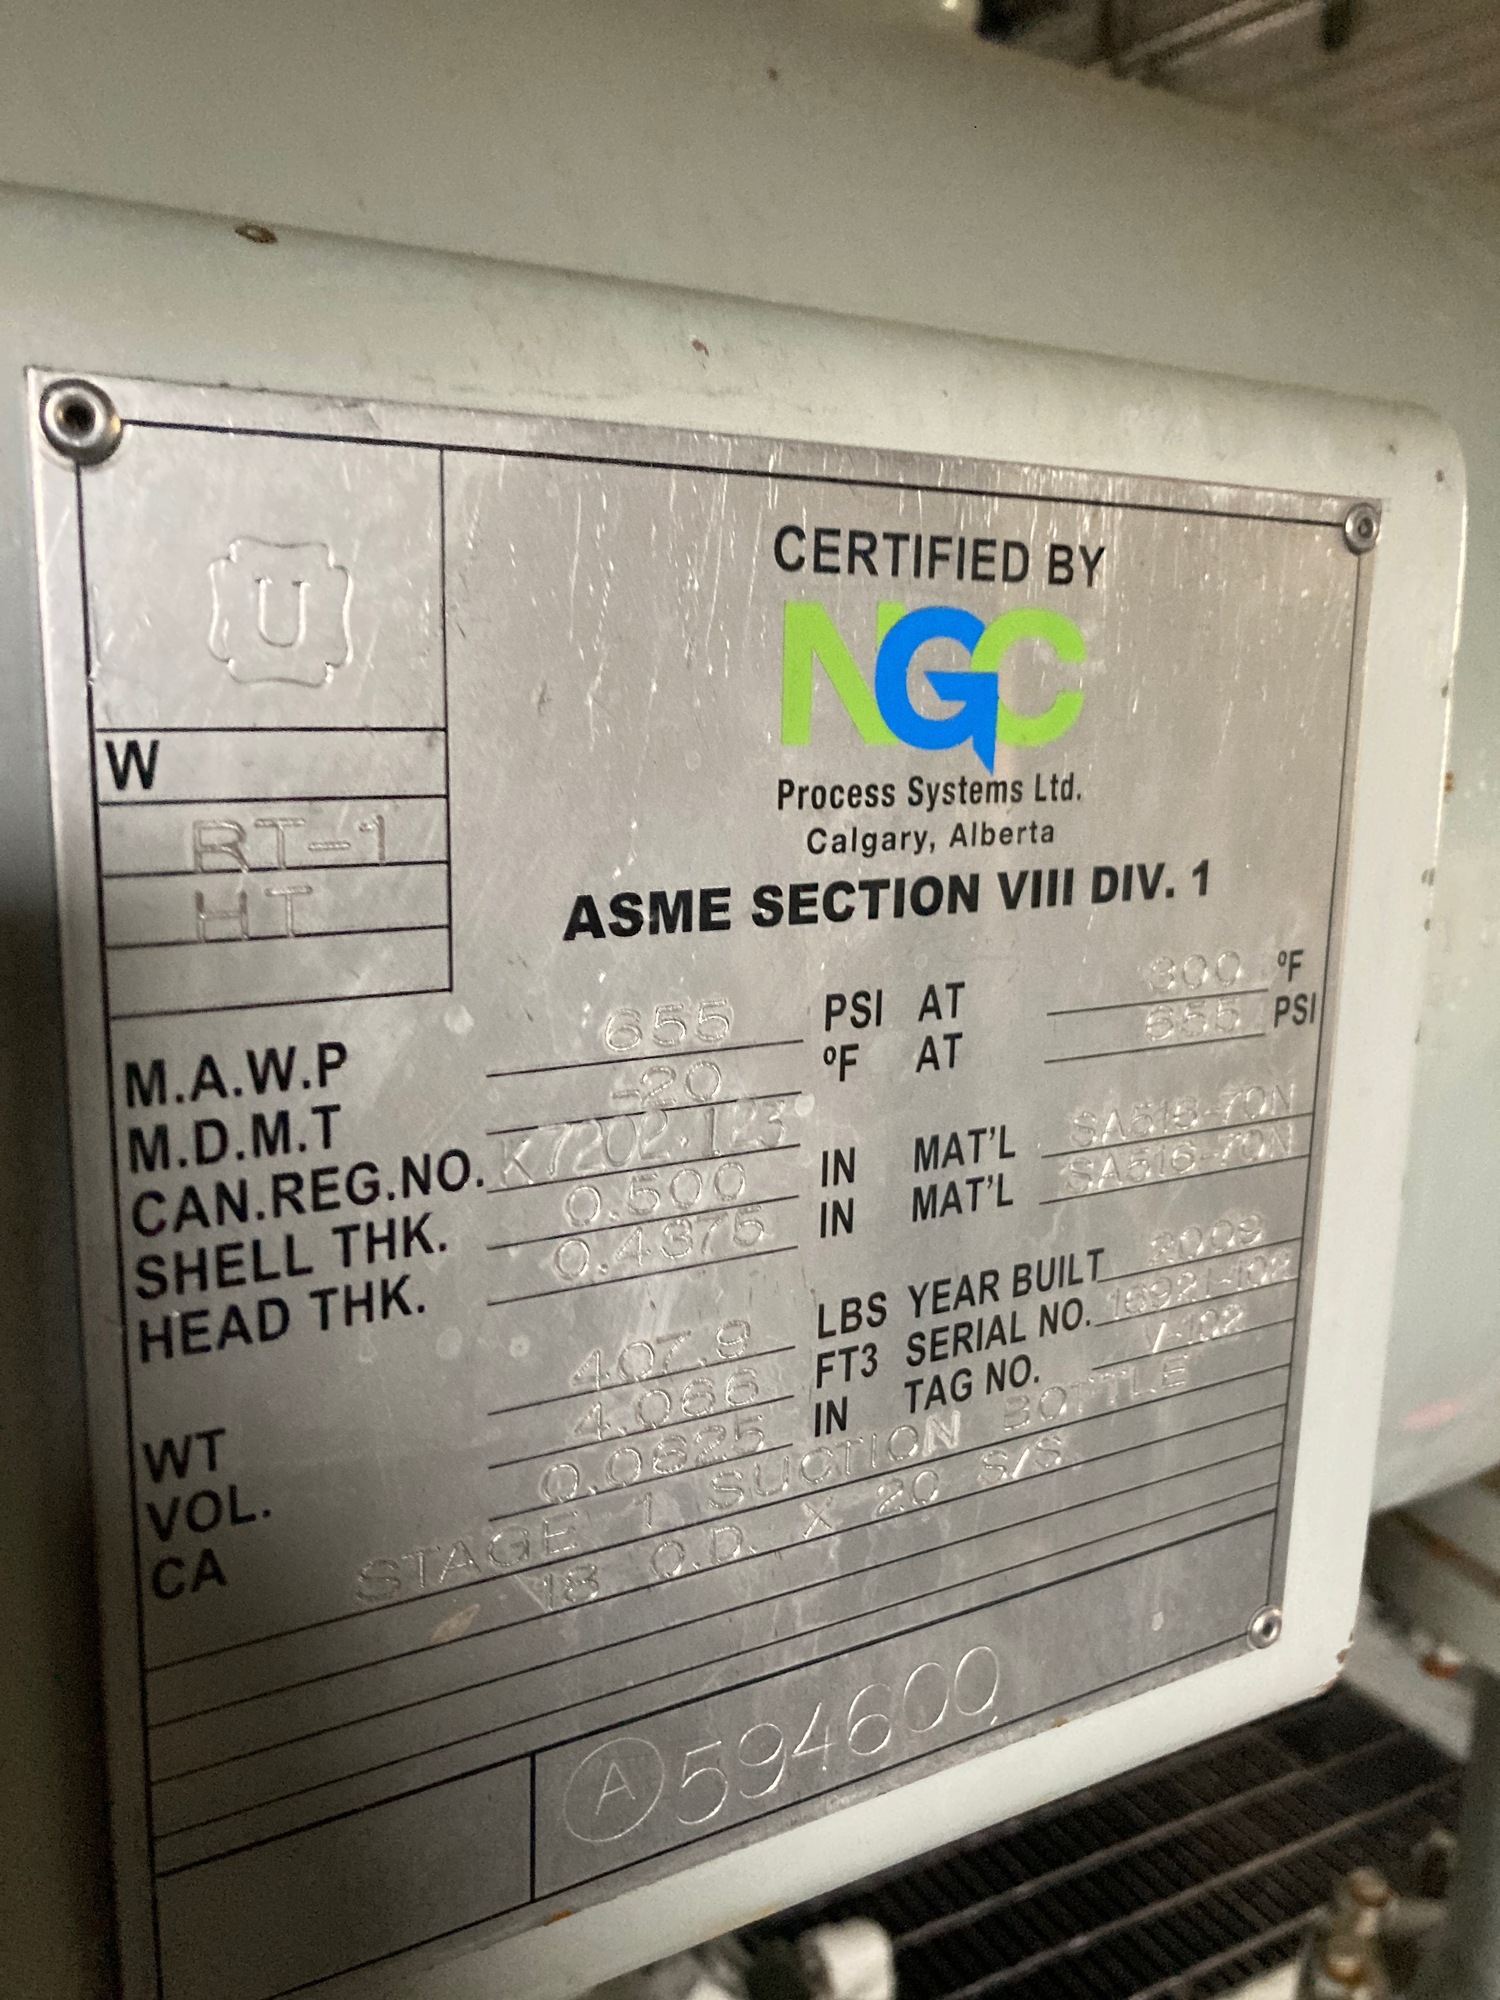 U
CERTIFIED BY
NGC
Process Systems Ltd.
Calgary, Alberta
ASME SECTION VIII DIV. 1
W
RT-1
HT
M.A.W.P 655 PSI AT 300 °F
M.D.M.T -20 °F AT 655 PSI
CAN.REG.NO. K7202.123
SHELL THK. 0.500 IN MAT'L SA516-70N
HEAD THK. 0.4375 IN MAT'L SA516-70N
WT 407.9 LBS YEAR BUILT 2009
VOL. 4.066 FT3 SERIAL NO. 16921-102
CA 0.0625 IN TAG NO. V-102
STAGE 1 SUCTION BOTTLE
18 O.D. X 20 S/S
A 594600